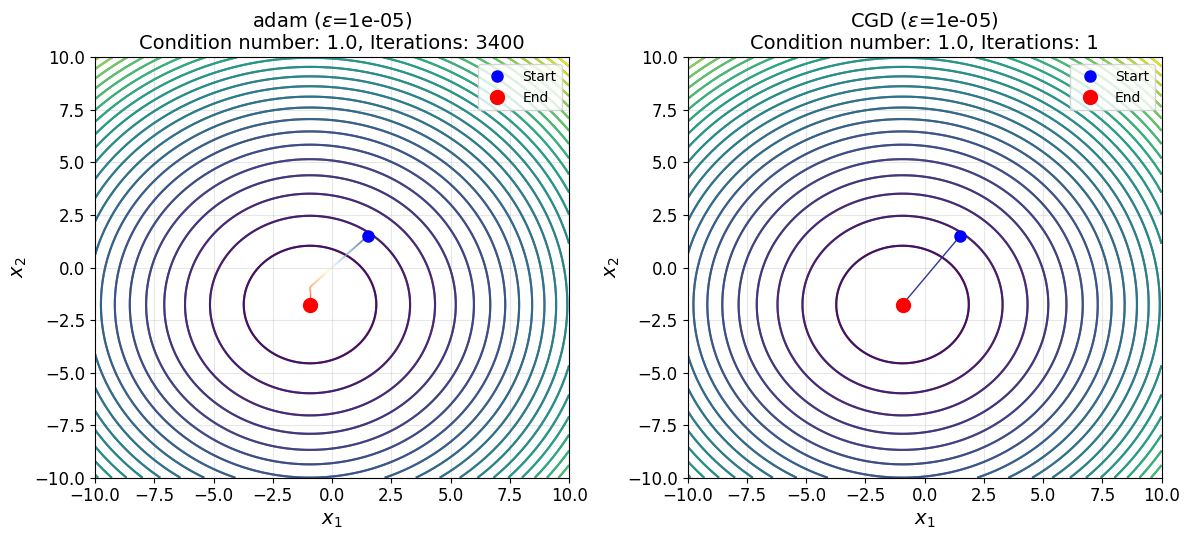 adam (ε=1e-05)
Condition number: 1.0, Iterations: 3400
Start
End
10.0
7.5
5.0
2.5
0.0
−2.5
−5.0
−7.5
−10.0
x₂
−10.0 −7.5 −5.0 −2.5 0.0 2.5 5.0 7.5 10.0
x₁
CGD (ε=1e-05)
Condition number: 1.0, Iterations: 1
Start
End
10.0
7.5
5.0
2.5
0.0
−2.5
−5.0
−7.5
−10.0
x₂
−10.0 −7.5 −5.0 −2.5 0.0 2.5 5.0 7.5 10.0
x₁